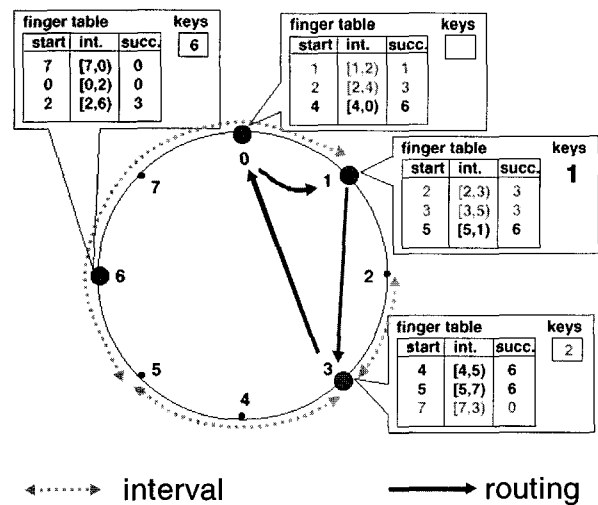 finger table keys
start int. succ. 6
7 [7,0) 0
0 [0,2) 0
2 [2,6) 3
finger table keys
start int. succ.
1 [1,2) 1
2 [2,4) 3
4 [4,0) 6
finger table keys
start int. succ. 1
2 [2,3) 3
3 [3,5) 3
5 [5,1) 6
0
1
7
2
6
3
5
4
finger table keys
start int. succ. 2
4 [4,5) 6
5 [5,7) 6
7 [7,3) 0
interval
routing